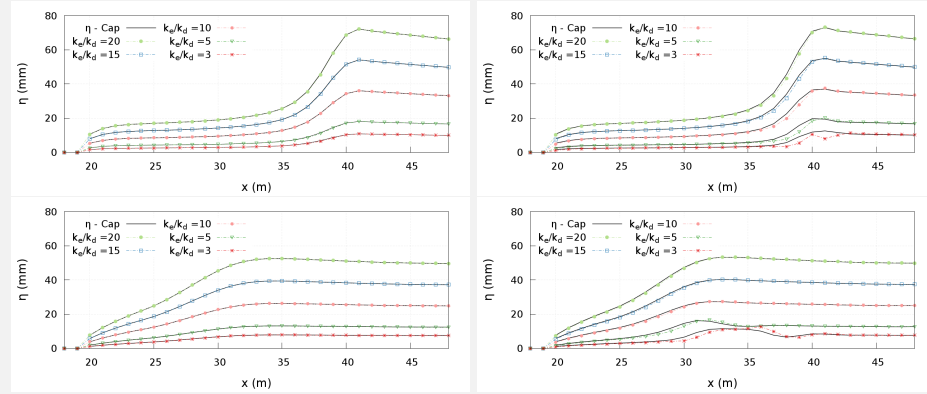 80
60
40
20
0
η (mm)
η - Cap
kₑ/k_d =20
kₑ/k_d =15
kₑ/k_d =10
kₑ/k_d =5
kₑ/k_d =3
20 25 30 35 40 45
x (m)
80
60
40
20
0
η (mm)
η - Cap
kₑ/k_d =20
kₑ/k_d =15
kₑ/k_d =10
kₑ/k_d =5
kₑ/k_d =3
20 25 30 35 40 45
x (m)
80
60
40
20
0
η (mm)
η - Cap
kₑ/k_d =20
kₑ/k_d =15
kₑ/k_d =10
kₑ/k_d =5
kₑ/k_d =3
20 25 30 35 40 45
x (m)
80
60
40
20
0
η (mm)
η - Cap
kₑ/k_d =20
kₑ/k_d =15
kₑ/k_d =10
kₑ/k_d =5
kₑ/k_d =3
20 25 30 35 40 45
x (m)